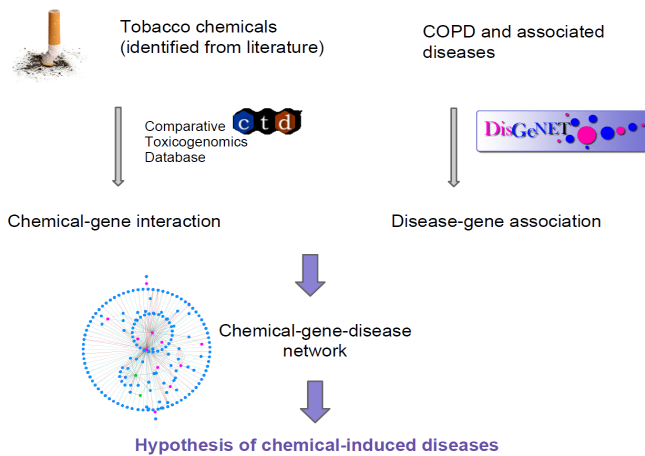 Tobacco chemicals
(identified from literature)
COPD and associated
diseases
Comparative
Toxicogenomics
Database
ctd
DisGeNET
Chemical-gene interaction
Disease-gene association
Chemical-gene-disease
network
Hypothesis of chemical-induced diseases